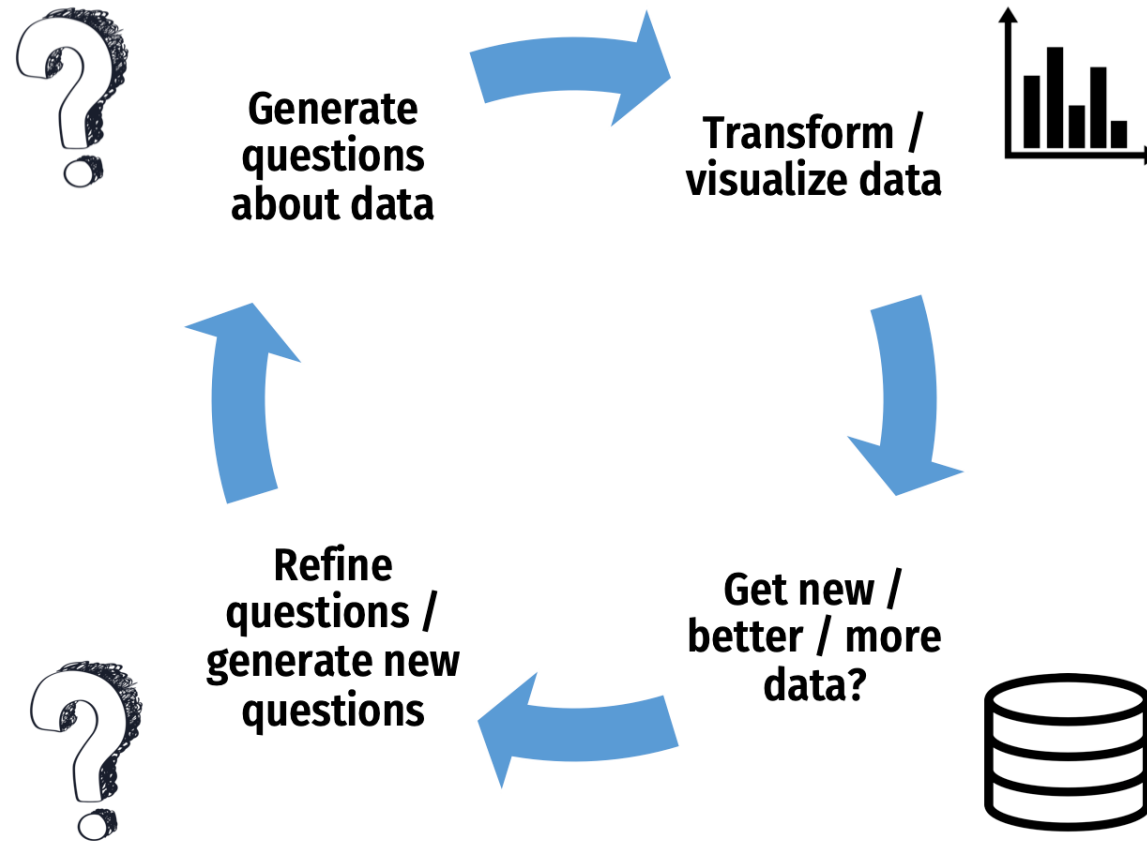 Generate
questions
about data
Transform /
visualize data
Get new /
better / more
data?
Refine
questions /
generate new
questions